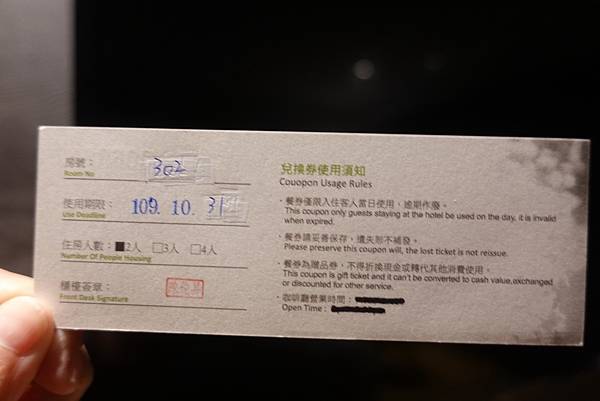 房號：
Room No
302
使用期限：
Use Deadline
109. 10. 31
住房人數：■2人 □3人 □4人
Number Of People Housing
櫃檯簽章：
Front Desk Signature
兌換券使用須知
Couopon Usage Rules
· 餐券僅限入住客人當日使用，逾期作廢。
This coupon only guests staying at the hotel be used on the day, it is invalid
when expired.
· 餐券請妥善保存，遺失恕不補發。
Please preserve this coupon will, the lost ticket is not reissue.
· 餐券為贈品券，不得折換現金或轉代其他消費使用。
This coupon is gift ticket and it can't be converted to cash value,exchanged
or discounted for other service.
· 咖啡廳營業時間：
Open Time :